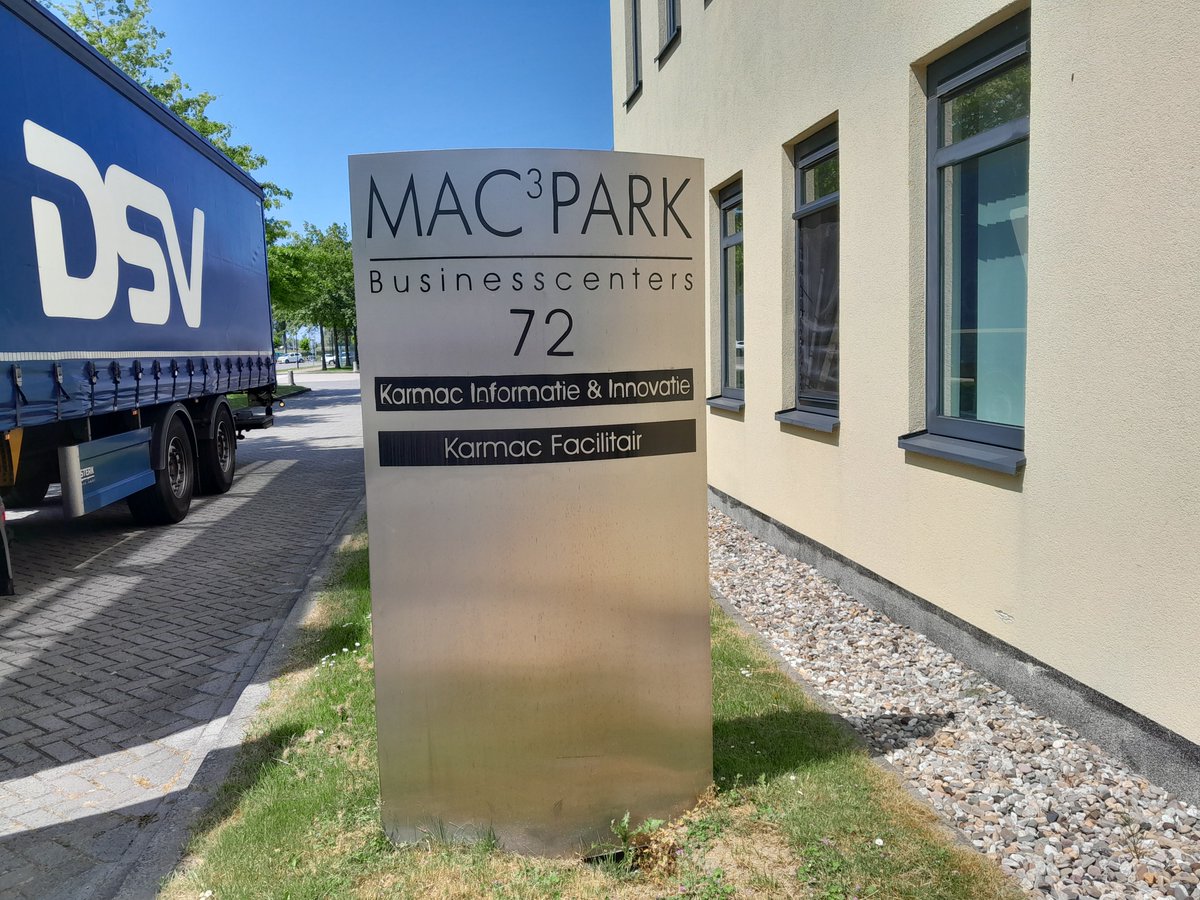 DSV
MAC³PARK
Businesscenters
72
Karmac Informatie & Innovatie
Karmac Facilitair